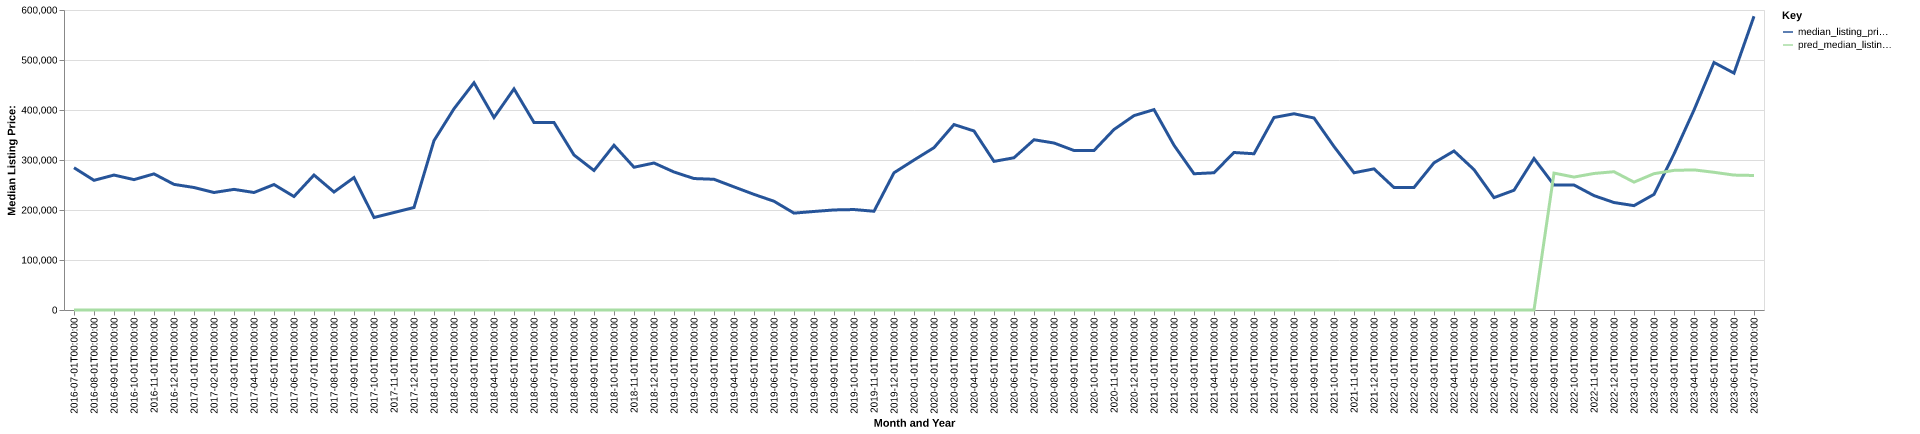 600,000
500,000
400,000
300,000
200,000
100,000
0
Median Listing Price:
2016-07-01T00:00:00
2016-08-01T00:00:00
2016-09-01T00:00:00
2016-10-01T00:00:00
2016-11-01T00:00:00
2016-12-01T00:00:00
2017-01-01T00:00:00
2017-02-01T00:00:00
2017-03-01T00:00:00
2017-04-01T00:00:00
2017-05-01T00:00:00
2017-06-01T00:00:00
2017-07-01T00:00:00
2017-08-01T00:00:00
2017-09-01T00:00:00
2017-10-01T00:00:00
2017-11-01T00:00:00
2017-12-01T00:00:00
2018-01-01T00:00:00
2018-02-01T00:00:00
2018-03-01T00:00:00
2018-04-01T00:00:00
2018-05-01T00:00:00
2018-06-01T00:00:00
2018-07-01T00:00:00
2018-08-01T00:00:00
2018-09-01T00:00:00
2018-10-01T00:00:00
2018-11-01T00:00:00
2018-12-01T00:00:00
2019-01-01T00:00:00
2019-02-01T00:00:00
2019-03-01T00:00:00
2019-04-01T00:00:00
2019-05-01T00:00:00
2019-06-01T00:00:00
2019-07-01T00:00:00
2019-08-01T00:00:00
2019-09-01T00:00:00
2019-10-01T00:00:00
2019-11-01T00:00:00
2019-12-01T00:00:00
2020-01-01T00:00:00
2020-02-01T00:00:00
2020-03-01T00:00:00
2020-04-01T00:00:00
2020-05-01T00:00:00
2020-06-01T00:00:00
2020-07-01T00:00:00
2020-08-01T00:00:00
2020-09-01T00:00:00
2020-10-01T00:00:00
2020-11-01T00:00:00
2020-12-01T00:00:00
2021-01-01T00:00:00
2021-02-01T00:00:00
2021-03-01T00:00:00
2021-04-01T00:00:00
2021-05-01T00:00:00
2021-06-01T00:00:00
2021-07-01T00:00:00
2021-08-01T00:00:00
2021-09-01T00:00:00
2021-10-01T00:00:00
2021-11-01T00:00:00
2021-12-01T00:00:00
2022-01-01T00:00:00
2022-02-01T00:00:00
2022-03-01T00:00:00
2022-04-01T00:00:00
2022-05-01T00:00:00
2022-06-01T00:00:00
2022-07-01T00:00:00
2022-08-01T00:00:00
2022-09-01T00:00:00
2022-10-01T00:00:00
2022-11-01T00:00:00
2022-12-01T00:00:00
2023-01-01T00:00:00
2023-02-01T00:00:00
2023-03-01T00:00:00
2023-04-01T00:00:00
2023-05-01T00:00:00
2023-06-01T00:00:00
2023-07-01T00:00:00
Month and Year
Key
median_listing_pri…
pred_median_listin…